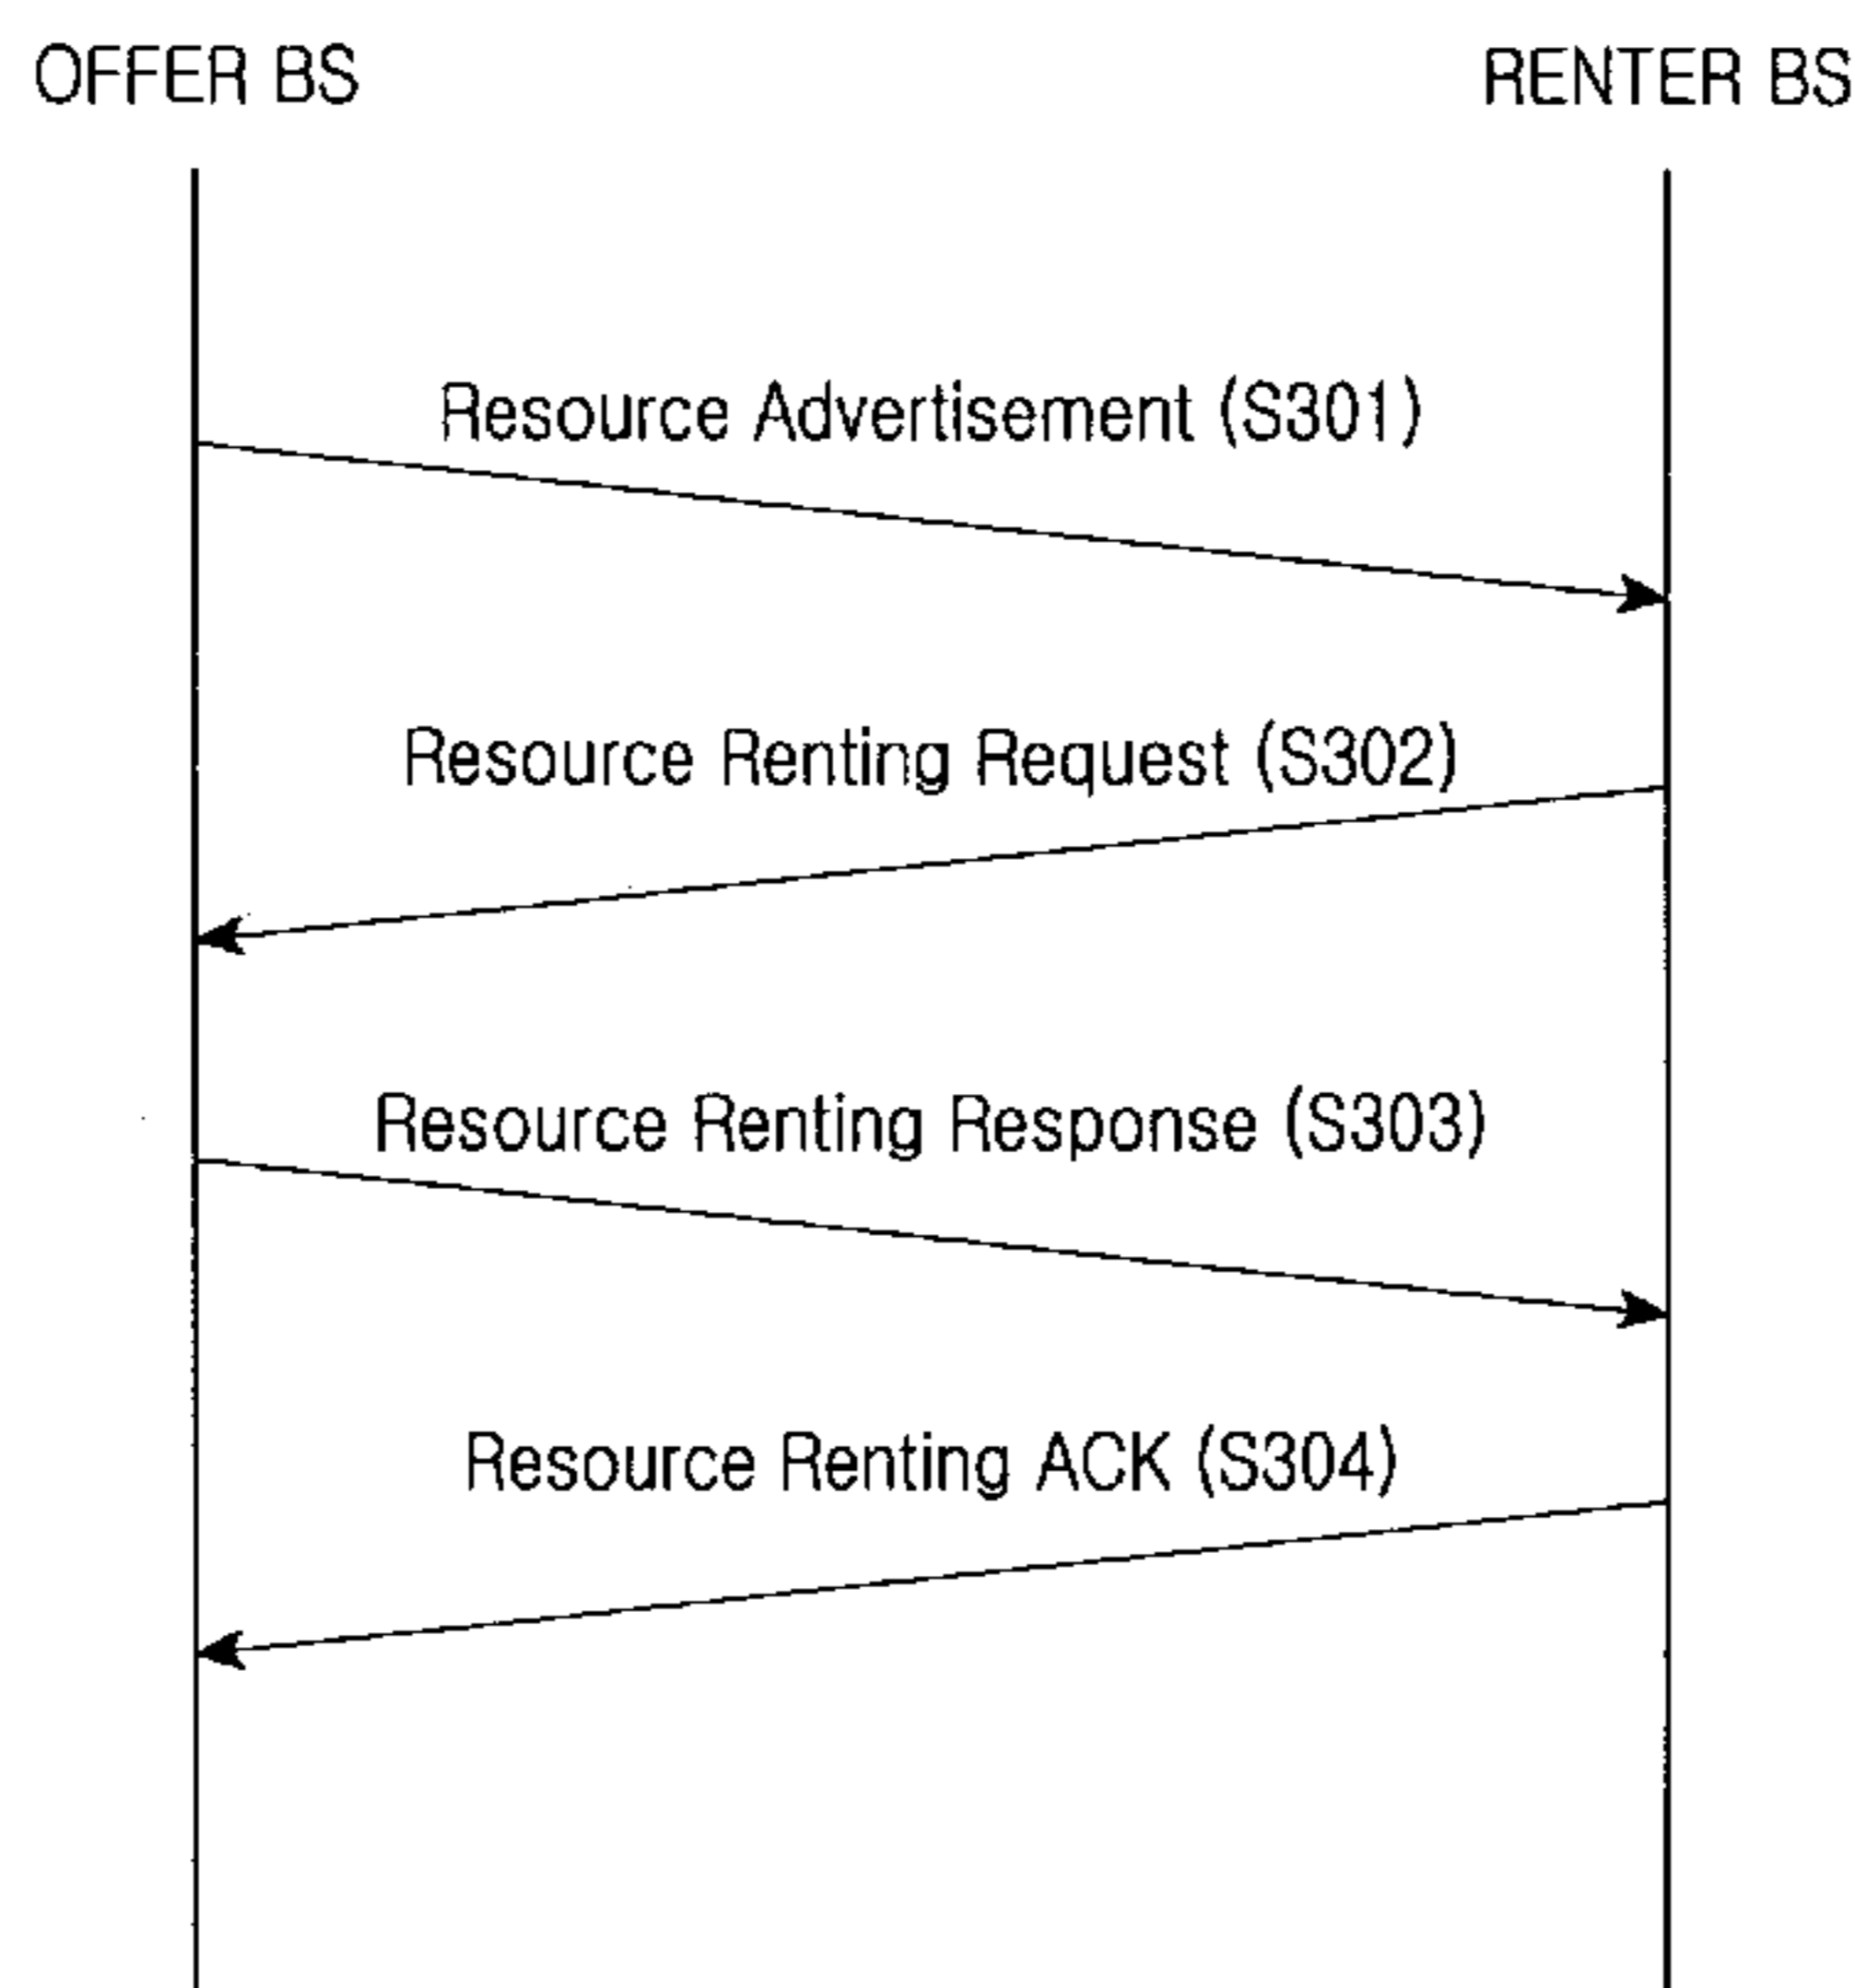 OFFER BS
RENTER BS
Resource Advertisement (S301)
Resource Renting Request (S302)
Resource Renting Response (S303)
Resource Renting ACK (S304)